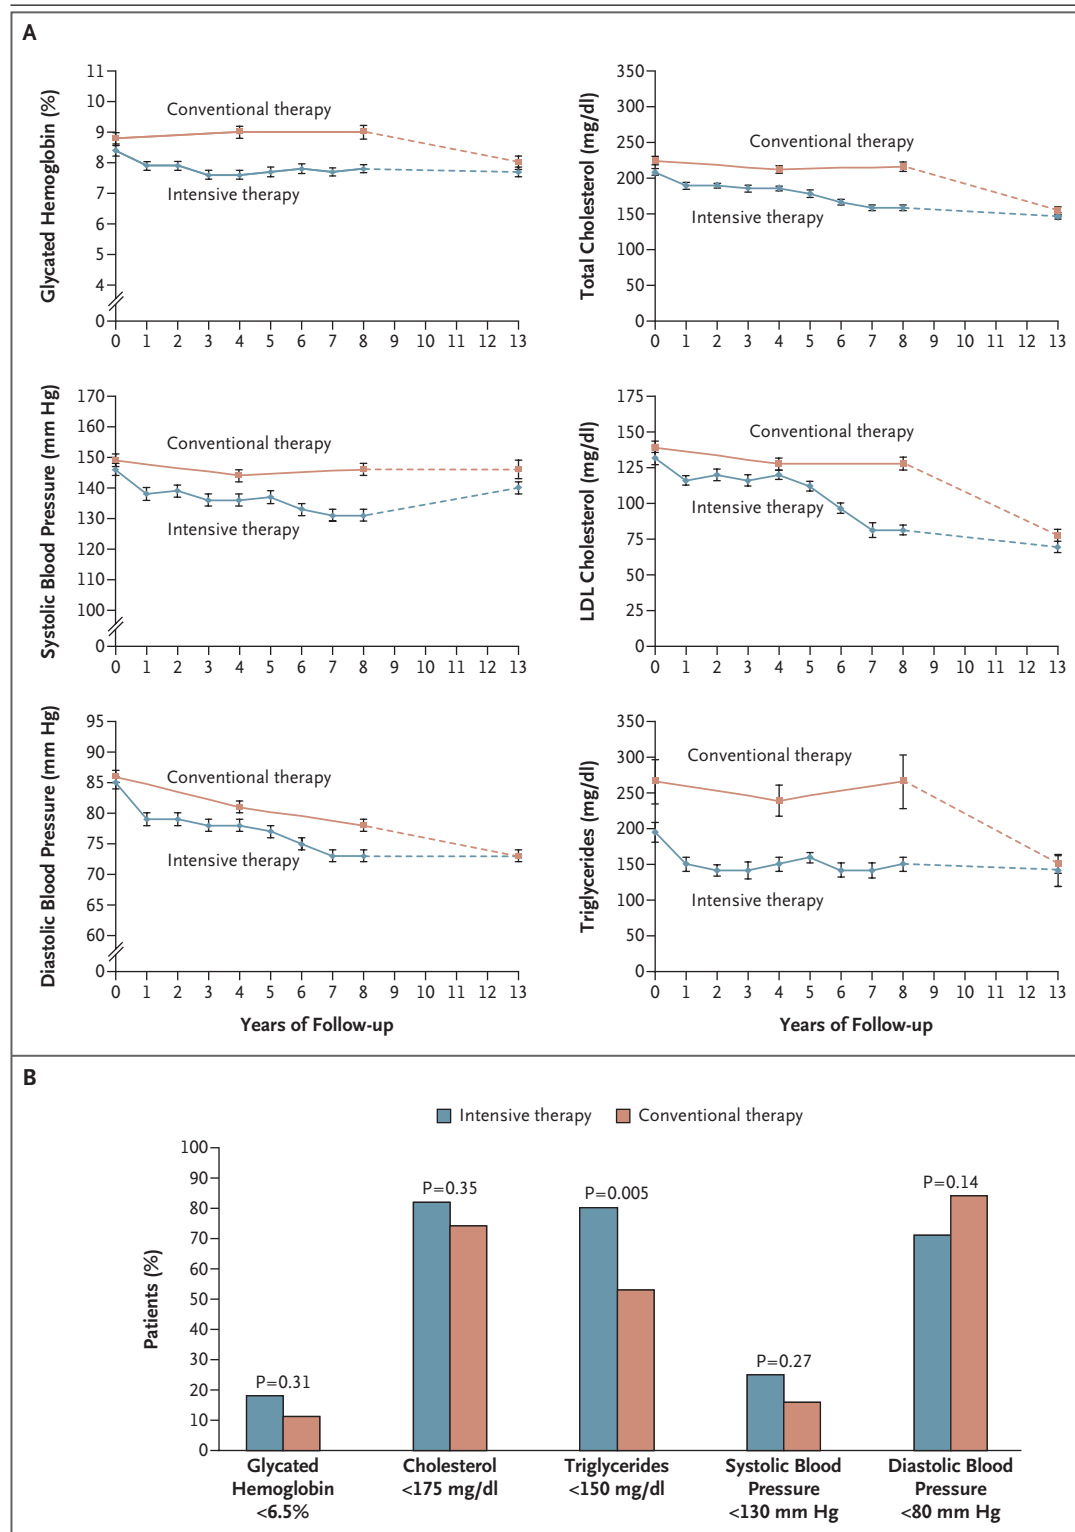 A
Glycated Hemoglobin (%)
11
10
9
8
7
6
5
4
0
Conventional therapy
Intensive therapy
0 1 2 3 4 5 6 7 8 9 10 11 12 13
Total Cholesterol (mg/dl)
350
300
250
200
150
100
50
0
Conventional therapy
Intensive therapy
0 1 2 3 4 5 6 7 8 9 10 11 12 13
Systolic Blood Pressure (mm Hg)
170
160
150
140
130
120
110
100
0
Conventional therapy
Intensive therapy
0 1 2 3 4 5 6 7 8 9 10 11 12 13
LDL Cholesterol (mg/dl)
175
150
125
100
75
50
25
0
Conventional therapy
Intensive therapy
0 1 2 3 4 5 6 7 8 9 10 11 12 13
Diastolic Blood Pressure (mm Hg)
95
90
85
80
75
70
65
60
0
Conventional therapy
Intensive therapy
0 1 2 3 4 5 6 7 8 9 10 11 12 13
Years of Follow-up
Triglycerides (mg/dl)
350
300
250
200
150
100
50
0
Conventional therapy
Intensive therapy
0 1 2 3 4 5 6 7 8 9 10 11 12 13
Years of Follow-up
B
Intensive therapy Conventional therapy
Patients (%)
100
90
80
70
60
50
40
30
20
10
0
P=0.31
P=0.35
P=0.005
P=0.27
P=0.14
Glycated
Hemoglobin
<6.5%
Cholesterol
<175 mg/dl
Triglycerides
<150 mg/dl
Systolic Blood
Pressure
<130 mm Hg
Diastolic Blood
Pressure
<80 mm Hg